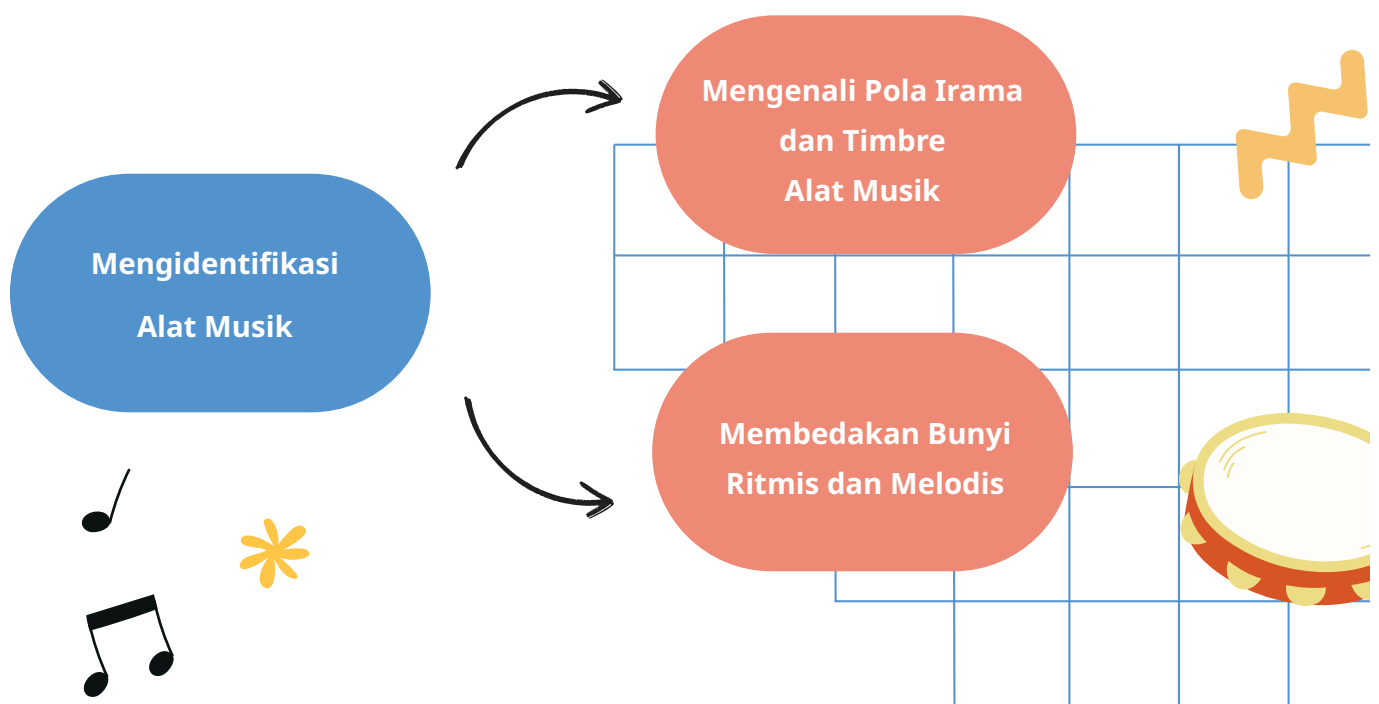 Mengidentifikasi
Alat Musik
Mengenali Pola Irama
dan Timbre
Alat Musik
Membedakan Bunyi
Ritmis dan Melodis